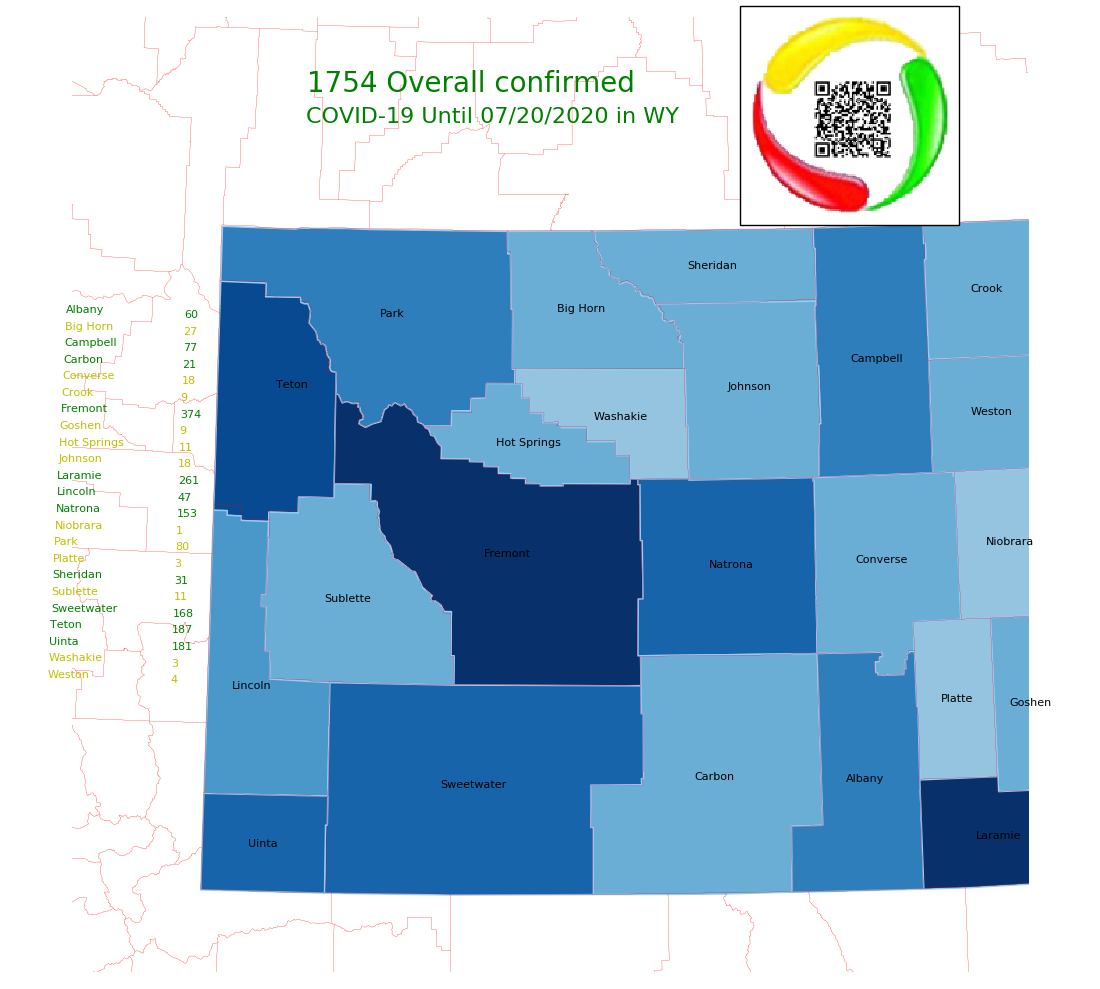 1754 Overall confirmed
COVID-19 Until 07/20/2020 in WY
Albany 60
Big Horn 27
Campbell 77
Carbon 21
Converse 18
Crook 9
Fremont 374
Goshen 9
Hot Springs 11
Johnson 18
Laramie 261
Lincoln 47
Natrona 153
Niobrara 1
Park 80
Platte 3
Sheridan 31
Sublette 11
Sweetwater 168
Teton 187
Uinta 181
Washakie 3
Weston 4
Sheridan
Crook
Big Horn
Park
Campbell
Teton
Johnson
Weston
Washakie
Hot Springs
Niobrara
Fremont
Converse
Natrona
Sublette
Lincoln
Platte
Goshen
Carbon
Albany
Sweetwater
Laramie
Uinta